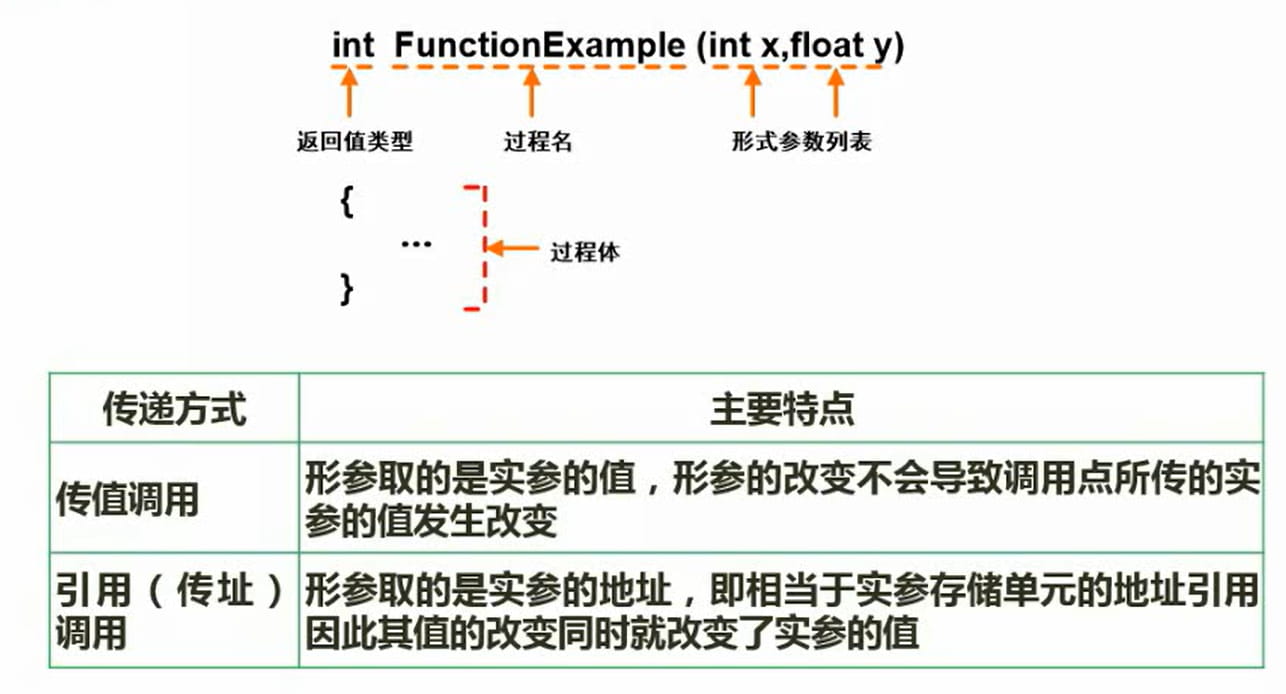 int FunctionExample (int x,float y)
返回值类型 过程名 形式参数列表
{
...
过程体
}
传递方式 主要特点
传值调用
形参取的是实参的值，形参的改变不会导致调用点所传的实
参的值发生改变
引用（传址）
调用
形参取的是实参的地址，即相当于实参存储单元的地址引用
因此其值的改变同时就改变了实参的值